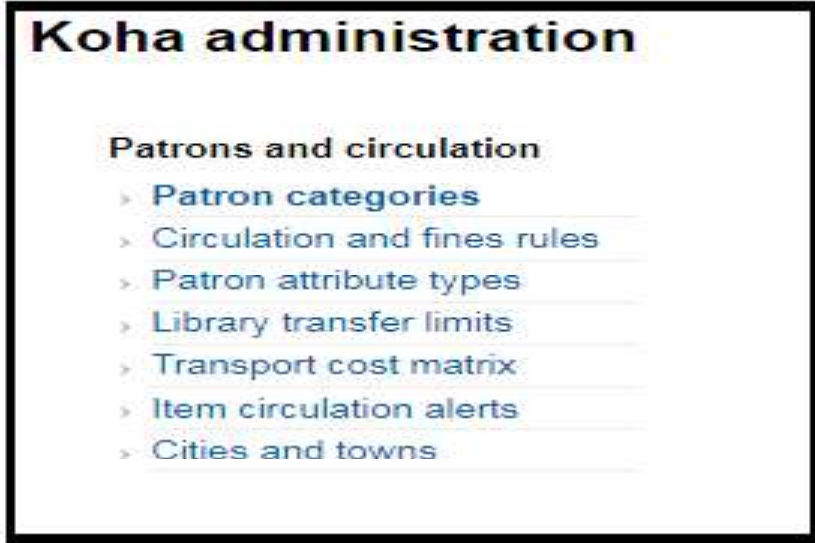 Koha administration
Patrons and circulation
Patron categories
Circulation and fines rules
Patron attribute types
Library transfer limits
Transport cost matrix
Item circulation alerts
Cities and towns